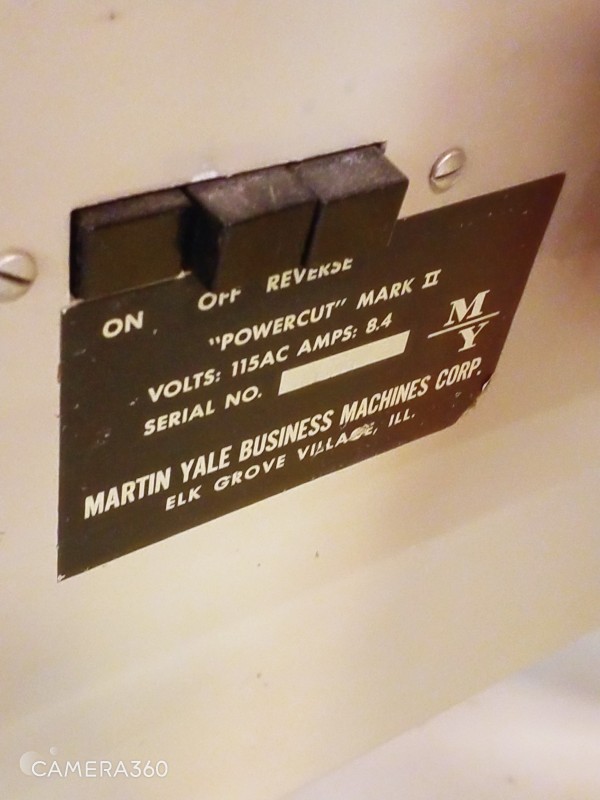 ON OFF REVERSE
"POWERCUT" MARK II
VOLTS: 115AC AMPS: 8.4
SERIAL NO.
M
Y
MARTIN YALE BUSINESS MACHINES CORP.
ELK GROVE VILLAGE, ILL.
CAMERA360